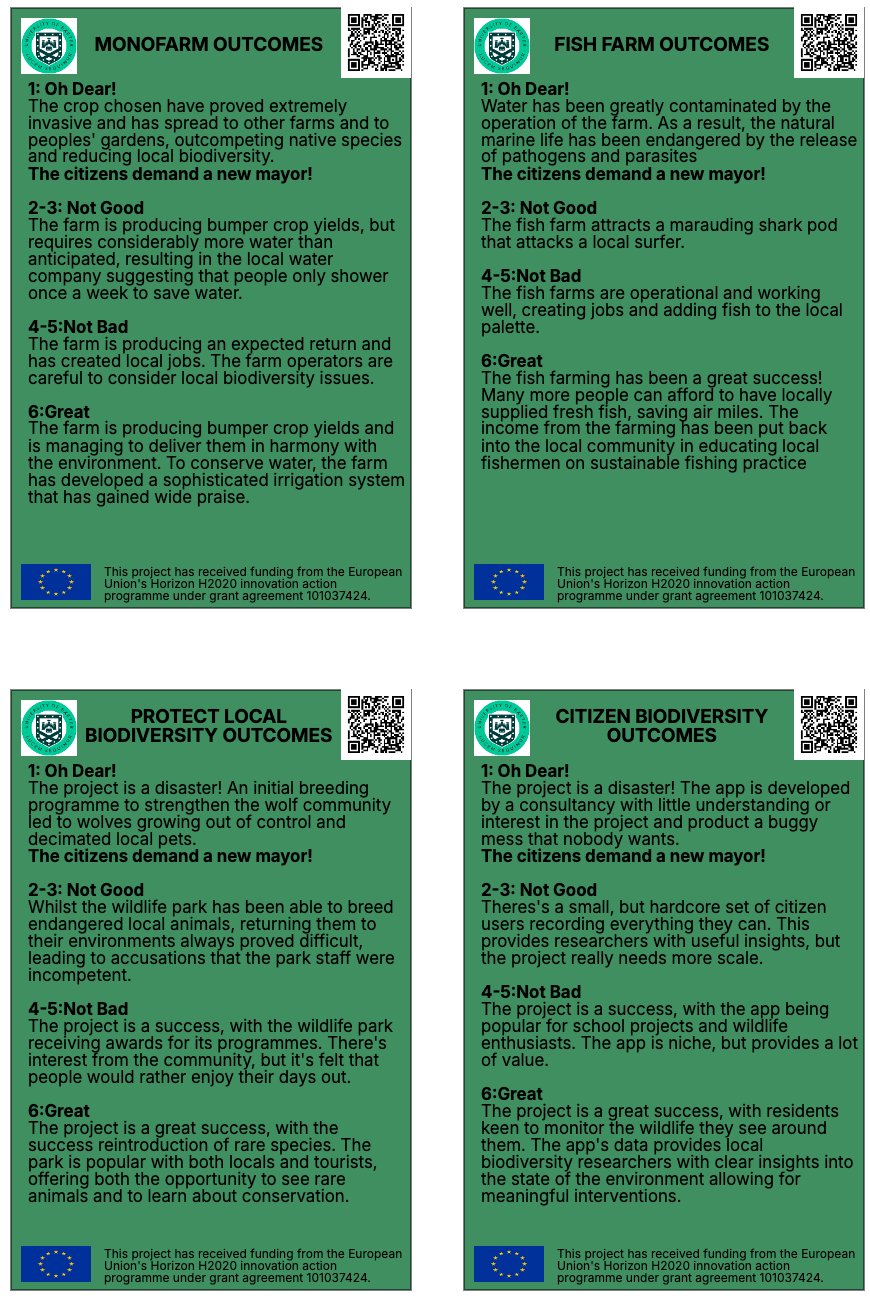 MONOFARM OUTCOMES
1: Oh Dear!
The crop chosen have proved extremely
invasive and has spread to other farms and to
peoples' gardens, outcompeting native species
and reducing local biodiversity.
The citizens demand a new mayor!
2-3: Not Good
The farm is producing bumper crop yields, but
requires considerably more water than
anticipated, resulting in the local water
company suggesting that people only shower
once a week to save water.
4-5:Not Bad
The farm is producing an expected return and
has created local jobs. The farm operators are
careful to consider local biodiversity issues.
6:Great
The farm is producing bumper crop yields and
is managing to deliver them in harmony with
the environment. To conserve water, the farm
has developed a sophisticated irrigation system
that has gained wide praise.
This project has received funding from the European
Union's Horizon H2020 innovation action
programme under grant agreement 101037424.
FISH FARM OUTCOMES
1: Oh Dear!
Water has been greatly contaminated by the
operation of the farm. As a result, the natural
marine life has been endangered by the release
of pathogens and parasites
The citizens demand a new mayor!
2-3: Not Good
The fish farm attracts a marauding shark pod
that attacks a local surfer.
4-5:Not Bad
The fish farms are operational and working
well, creating jobs and adding fish to the local
palette.
6:Great
The fish farming has been a great success!
Many more people can afford to have locally
supplied fresh fish, saving air miles. The
income from the farming has been put back
into the local community in educating local
fishermen on sustainable fishing practice
This project has received funding from the European
Union's Horizon H2020 innovation action
programme under grant agreement 101037424.
PROTECT LOCAL
BIODIVERSITY OUTCOMES
1: Oh Dear!
The project is a disaster! An initial breeding
programme to strengthen the wolf community
led to wolves growing out of control and
decimated local pets.
The citizens demand a new mayor!
2-3: Not Good
Whilst the wildlife park has been able to breed
endangered local animals, returning them to
their environments always proved difficult,
leading to accusations that the park staff were
incompetent.
4-5:Not Bad
The project is a success, with the wildlife park
receiving awards for its programmes. There's
interest from the community, but it's felt that
people would rather enjoy their days out.
6:Great
The project is a great success, with the
success reintroduction of rare species. The
park is popular with both locals and tourists,
offering both the opportunity to see rare
animals and to learn about conservation.
This project has received funding from the European
Union's Horizon H2020 innovation action
programme under grant agreement 101037424.
CITIZEN BIODIVERSITY
OUTCOMES
1: Oh Dear!
The project is a disaster! The app is developed
by a consultancy with little understanding or
interest in the project and product a buggy
mess that nobody wants.
The citizens demand a new mayor!
2-3: Not Good
Theres's a small, but hardcore set of citizen
users recording everything they can. This
provides researchers with useful insights, but
the project really needs more scale.
4-5:Not Bad
The project is a success, with the app being
popular for school projects and wildlife
enthusiasts. The app is niche, but provides a lot
of value.
6:Great
The project is a great success, with residents
keen to monitor the wildlife they see around
them. The app's data provides local
biodiversity researchers with clear insights into
the state of the environment allowing for
meaningful interventions.
This project has received funding from the European
Union's Horizon H2020 innovation action
programme under grant agreement 101037424.